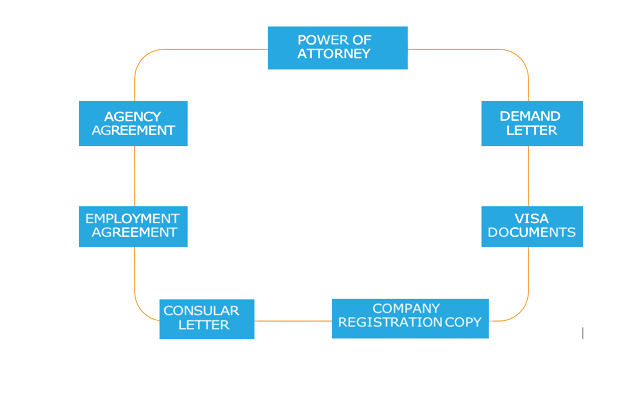 POWER OF
ATTORNEY
AGENCY
AGREEMENT
DEMAND
LETTER
EMPLOYMENT
AGREEMENT
VISA
DOCUMENTS
CONSULAR
LETTER
COMPANY
REGISTRATION COPY